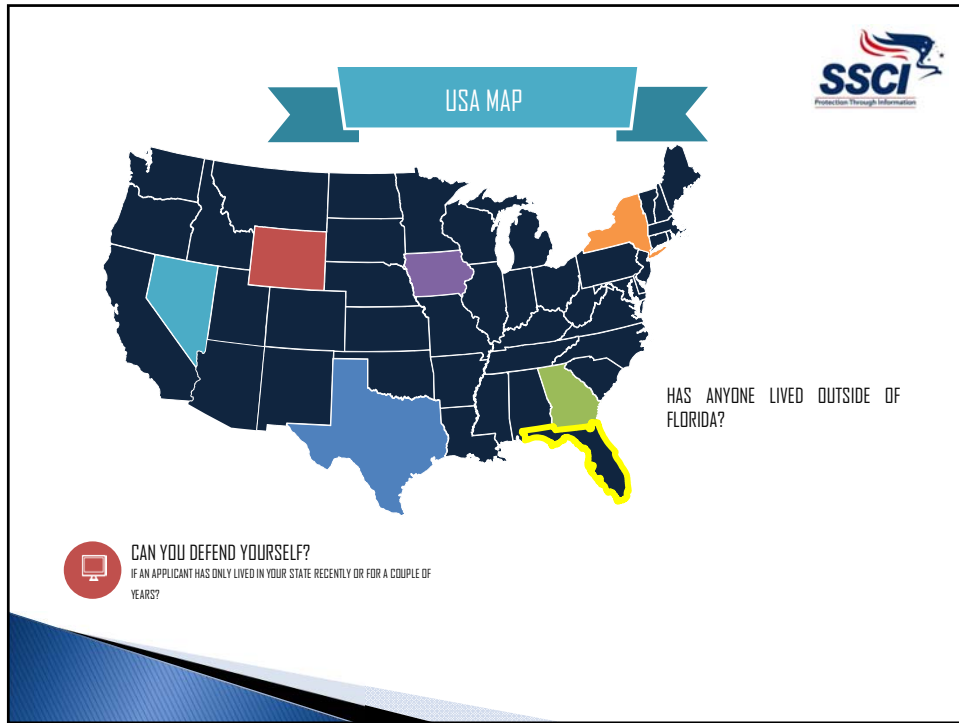 SSCI
Protection Through Information
USA MAP
HAS ANYONE LIVED OUTSIDE OF
FLORIDA?
CAN YOU DEFEND YOURSELF?
IF AN APPLICANT HAS ONLY LIVED IN YOUR STATE RECENTLY OR FOR A COUPLE OF
YEARS?